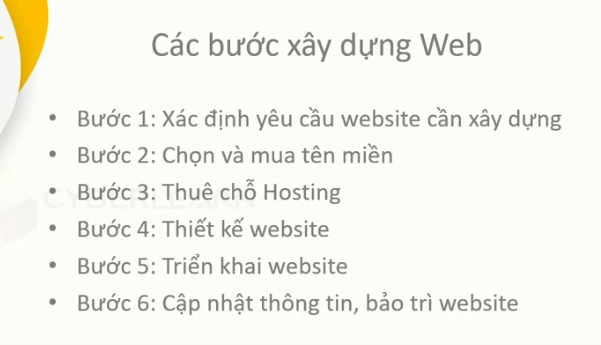 Các bước xây dựng Web
• Bước 1: Xác định yêu cầu website cần xây dựng
• Bước 2: Chọn và mua tên miền
• Bước 3: Thuê chỗ Hosting
• Bước 4: Thiết kế website
• Bước 5: Triển khai website
• Bước 6: Cập nhật thông tin, bảo trì website